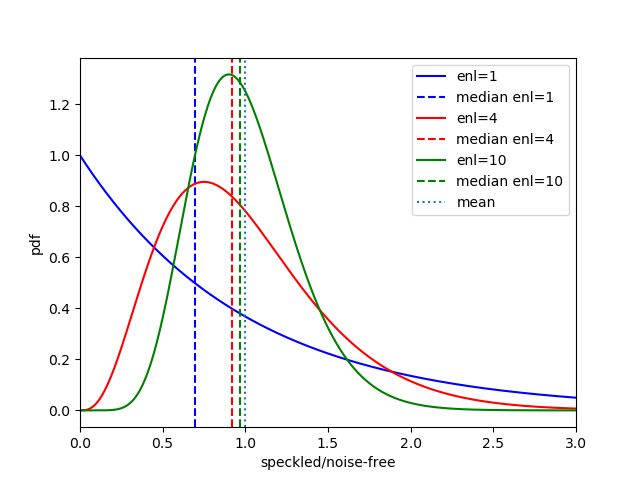 enl=1
median enl=1
enl=4
median enl=4
enl=10
median enl=10
mean
pdf
1.2
1.0
0.8
0.6
0.4
0.2
0.0
0.0 0.5 1.0 1.5 2.0 2.5 3.0
speckled/noise-free